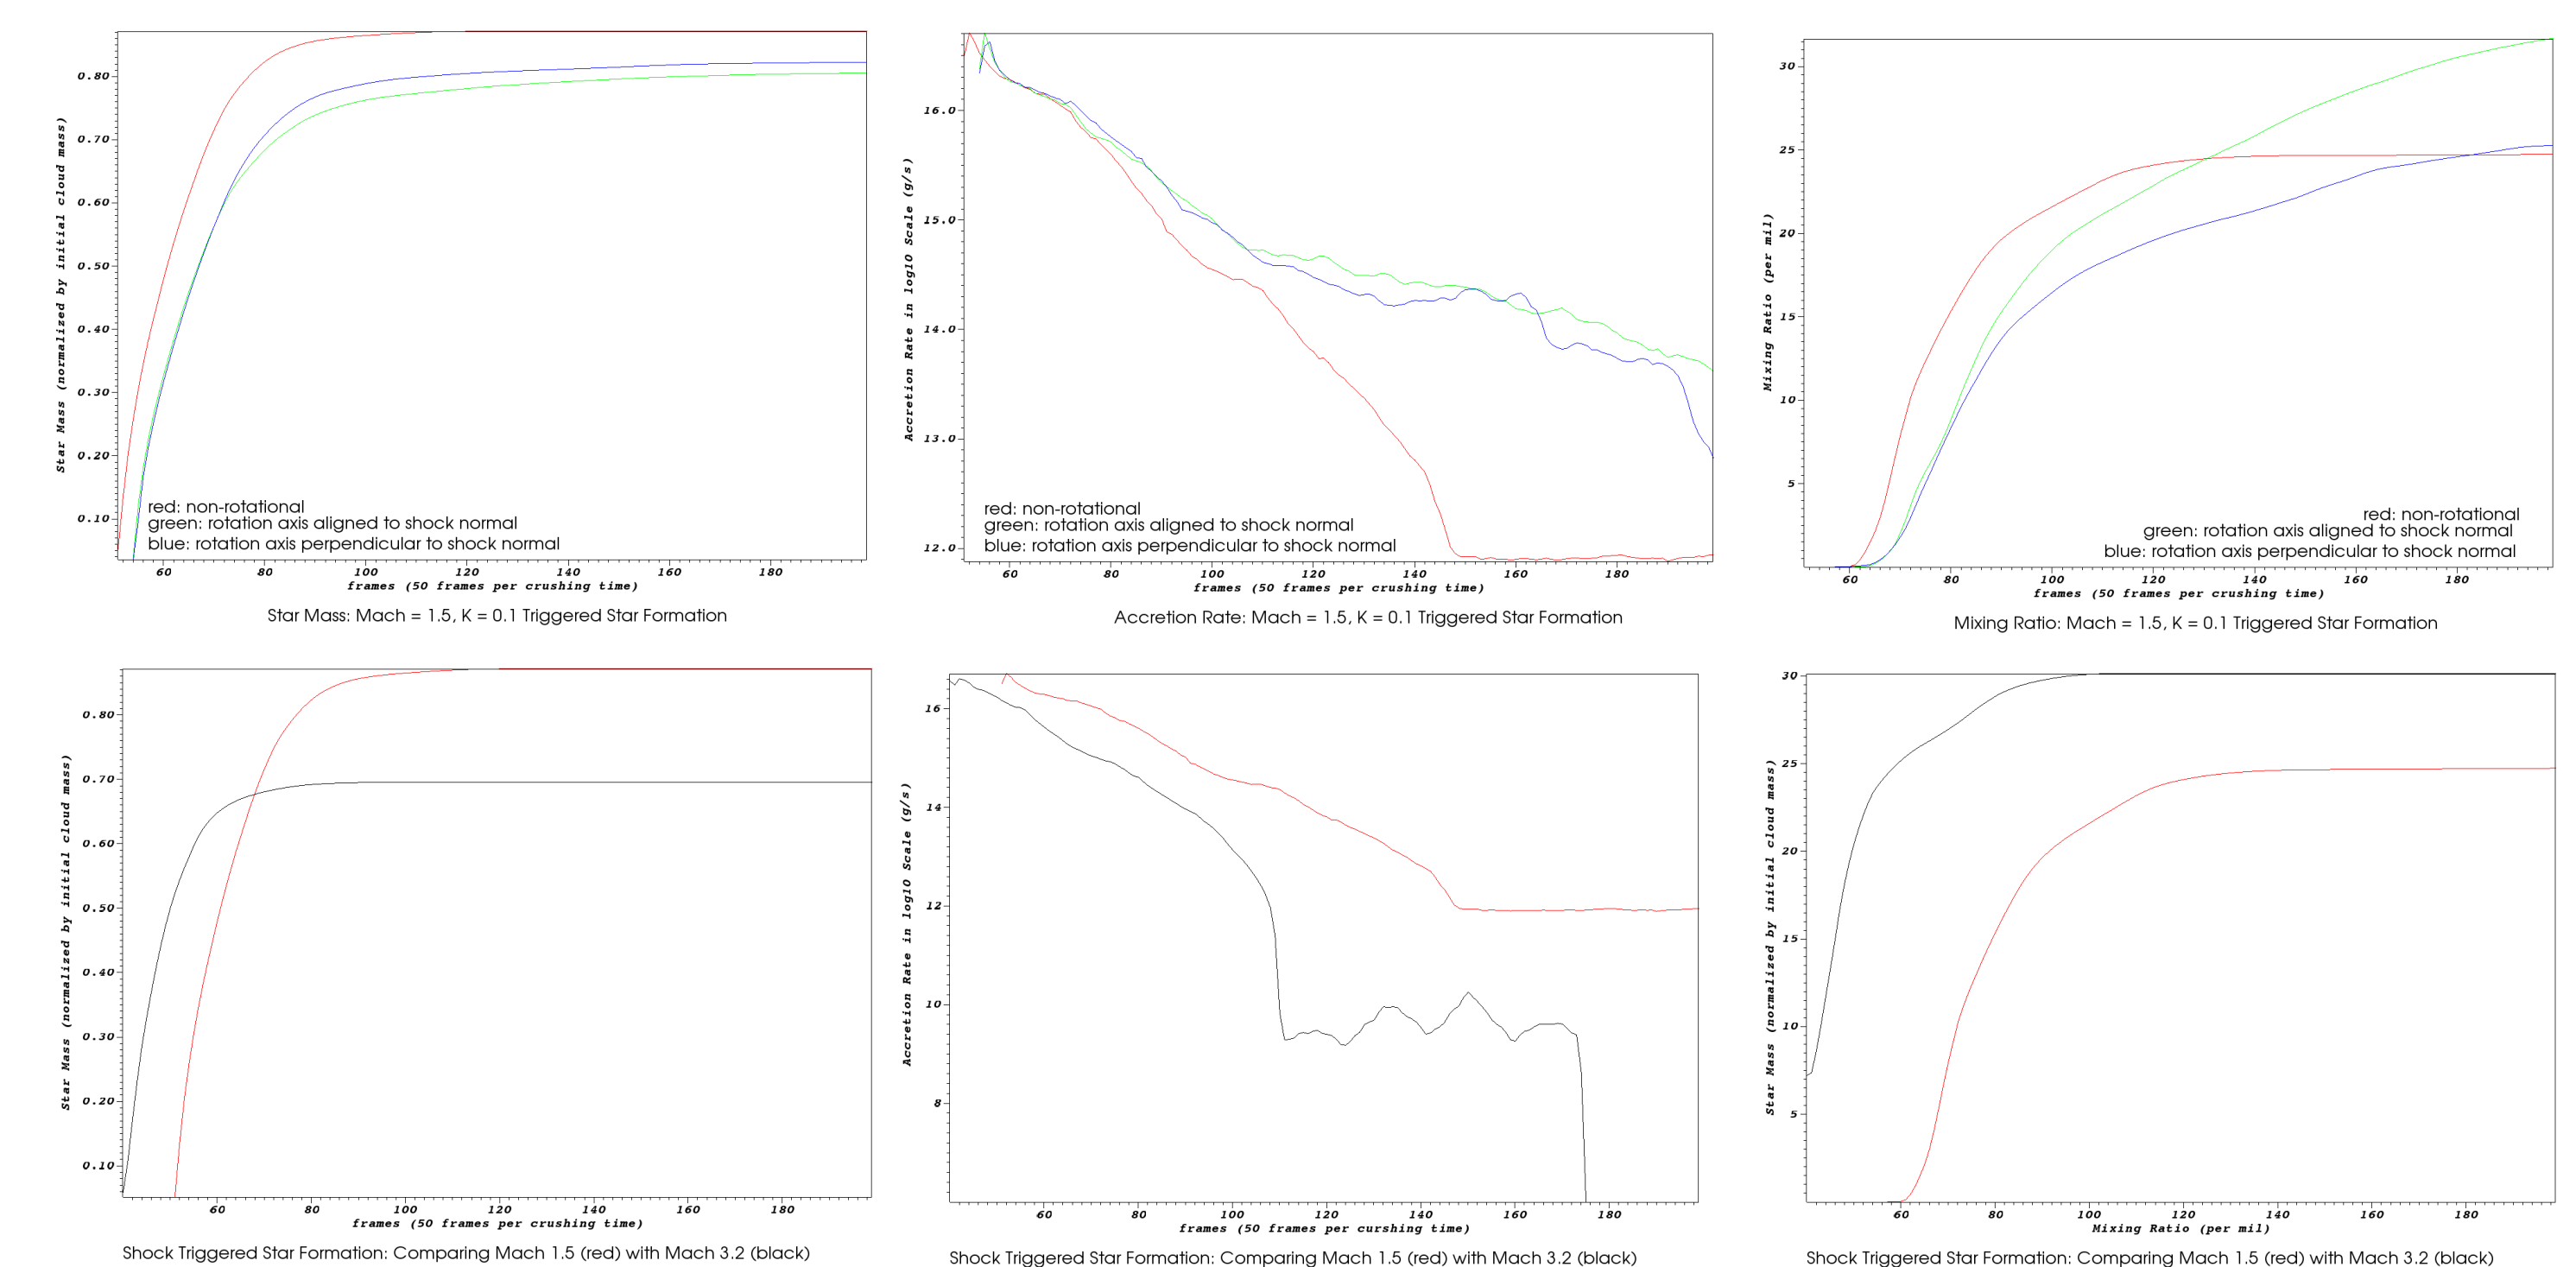 Star Mass (normalized by initial cloud mass)
0.80
0.70
0.60
0.50
0.40
0.30
0.20
0.10
red: non-rotational
green: rotation axis aligned to shock normal
blue: rotation axis perpendicular to shock normal
60 80 100 120 140 160 180
frames (50 frames per crushing time)
Star Mass: Mach = 1.5, K = 0.1 Triggered Star Formation
Accretion Rate in log10 Scale (g/s)
16.0
15.0
14.0
13.0
12.0
red: non-rotational
green: rotation axis aligned to shock normal
blue: rotation axis perpendicular to shock normal
60 80 100 120 140 160 180
frames (50 frames per crushing time)
Accretion Rate: Mach = 1.5, K = 0.1 Triggered Star Formation
Mixing Ratio (per mil)
30
25
20
15
10
5
red: non-rotational
green: rotation axis aligned to shock normal
blue: rotation axis perpendicular to shock normal
60 80 100 120 140 160 180
frames (50 frames per crushing time)
Mixing Ratio: Mach = 1.5, K = 0.1 Triggered Star Formation
Star Mass (normalized by initial cloud mass)
0.80
0.70
0.60
0.50
0.40
0.30
0.20
0.10
60 80 100 120 140 160 180
frames (50 frames per crushing time)
Shock Triggered Star Formation: Comparing Mach 1.5 (red) with Mach 3.2 (black)
Accretion Rate in log10 Scale (g/s)
16
14
12
10
8
60 80 100 120 140 160 180
frames (50 frames per curshing time)
Shock Triggered Star Formation: Comparing Mach 1.5 (red) with Mach 3.2 (black)
Star Mass (normalized by initial cloud mass)
30
25
20
15
10
5
60 80 100 120 140 160 180
Mixing Ratio (per mil)
Shock Triggered Star Formation: Comparing Mach 1.5 (red) with Mach 3.2 (black)